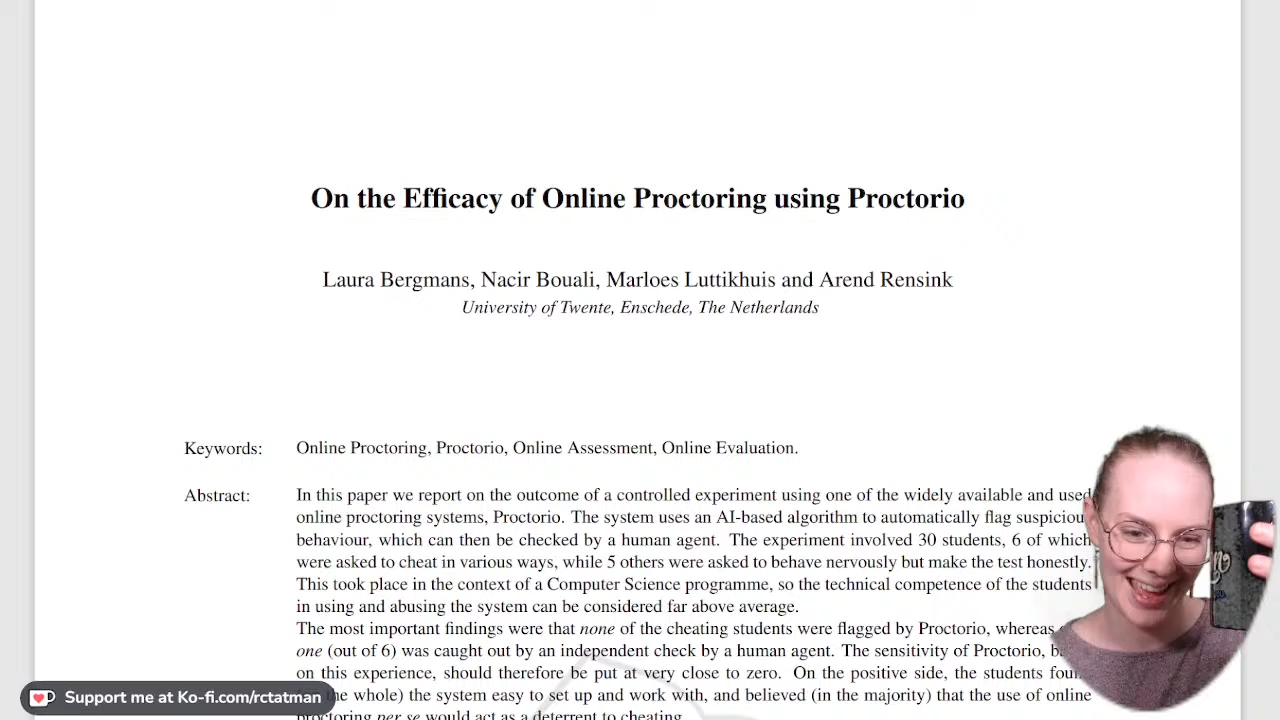 On the Efficacy of Online Proctoring using Proctorio
Laura Bergmans, Nacir Bouali, Marloes Luttikhuis and Arend Rensink
University of Twente, Enschede, The Netherlands
Keywords: Online Proctoring, Proctorio, Online Assessment, Online Evaluation.
Abstract: In this paper we report on the outcome of a controlled experiment using one of the widely available and used
online proctoring systems, Proctorio. The system uses an AI-based algorithm to automatically flag suspiciou
behaviour, which can then be checked by a human agent. The experiment involved 30 students, 6 of which
were asked to cheat in various ways, while 5 others were asked to behave nervously but make the test honestly.
This took place in the context of a Computer Science programme, so the technical competence of the students
in using and abusing the system can be considered far above average.
The most important findings were that none of the cheating students were flagged by Proctorio, whereas
one (out of 6) was caught out by an independent check by a human agent. The sensitivity of Proctorio,
on this experience, should therefore be put at very close to zero. On the positive side, the students foun
the whole) the system easy to set up and work with, and believed (in the majority) that the use of online
proctoring per se would act as a deterrent to cheating.
Support me at Ko-fi.com/rctatman